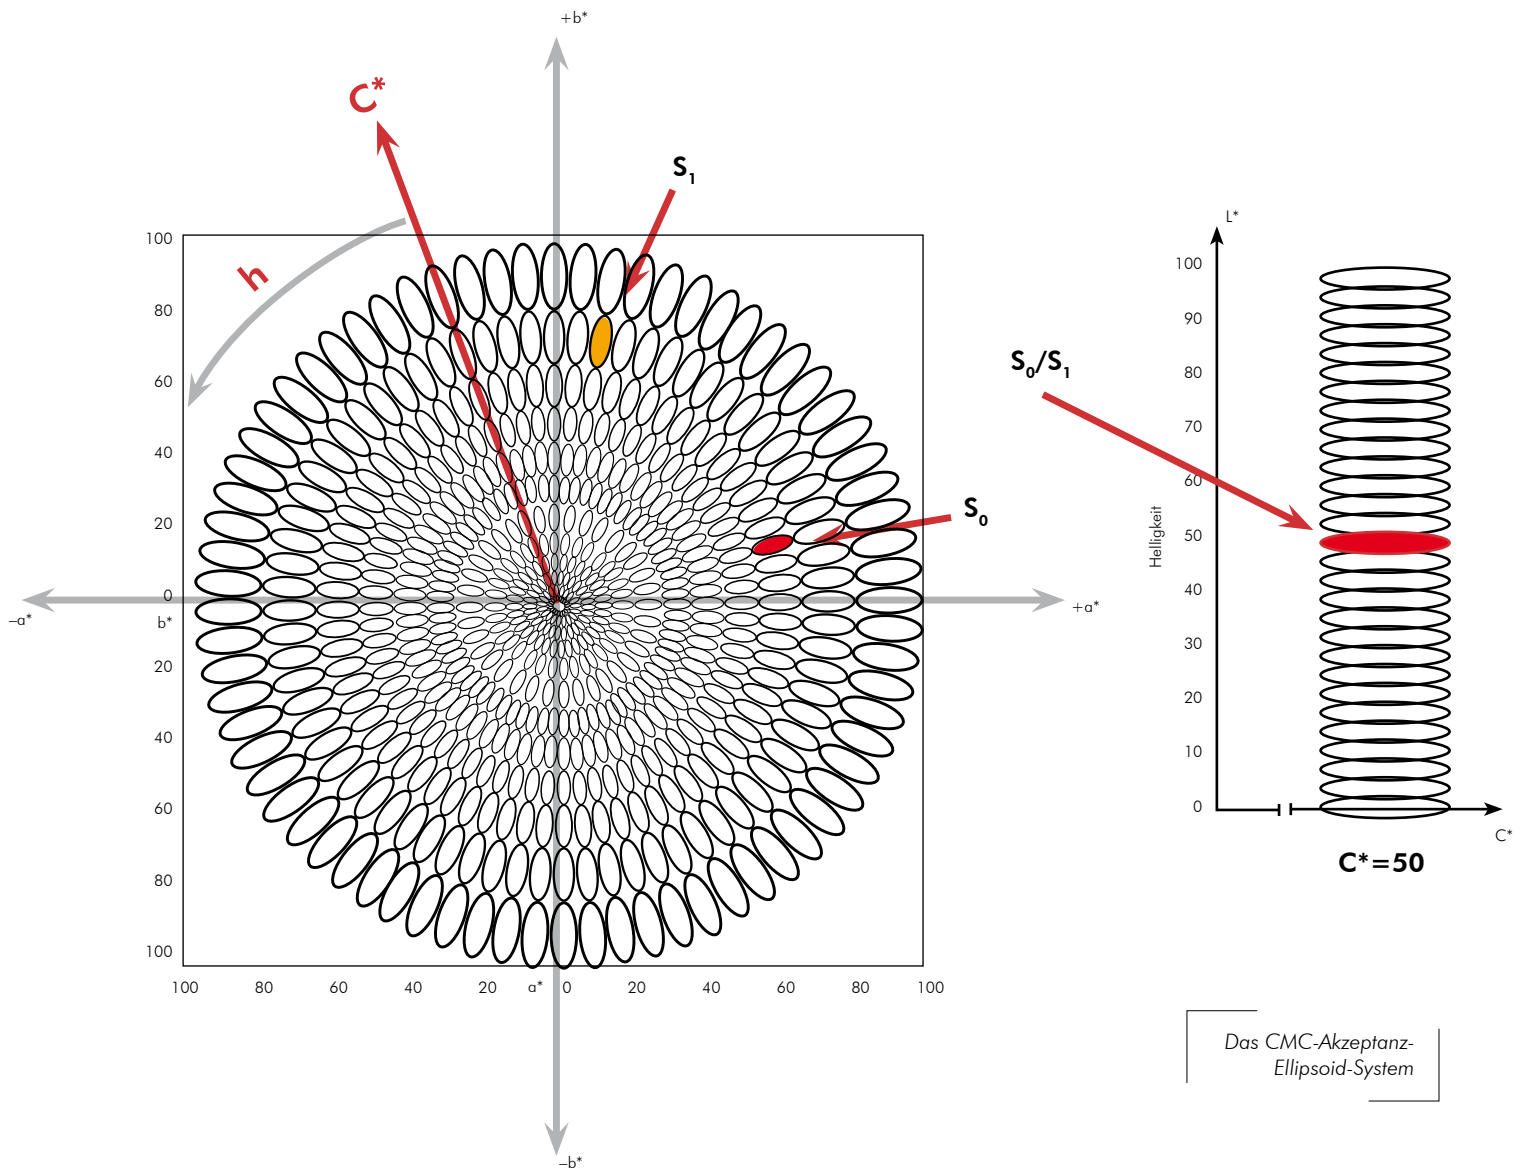 +b*
C*
S1
h
100
80
60
40
20
0
b*
20
40
60
80
100
–a*
+a*
S0
100 80 60 40 20 a* 0 20 40 60 80 100
–b*
L*
100
90
80
70
60
50
40
30
20
10
0
Helligkeit
S0/S1
C*
C*=50
Das CMC-Akzeptanz-
Ellipsoid-System